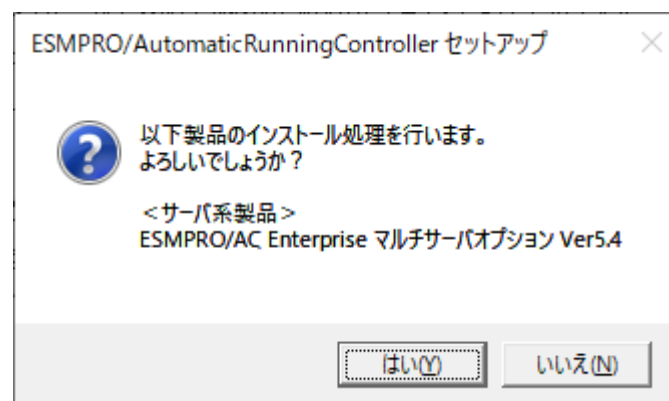 ESMPRO/AutomaticRunningController セットアップ
以下製品のインストール処理を行います。
よろしいでしょうか？
＜サーバ系製品＞
ESMPRO/AC Enterprise マルチサーバオプション Ver5.4
はい(Y)
いいえ(N)